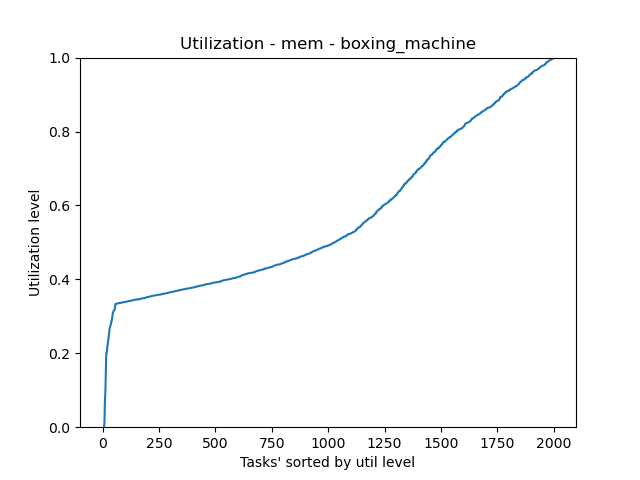 Utilization - mem - boxing_machine
1.0
0.8
0.6
0.4
0.2
0.0
Utilization level
0 250 500 750 1000 1250 1500 1750 2000
Tasks' sorted by util level